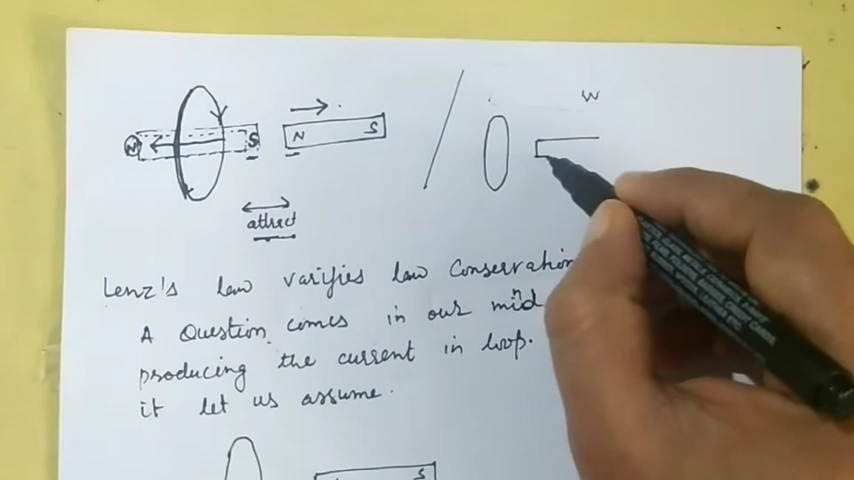 W
N S N S
attrect
Lenz's law varifies law conservation
A Question comes in our mind
producing the current in loop.
it let us assume.
S